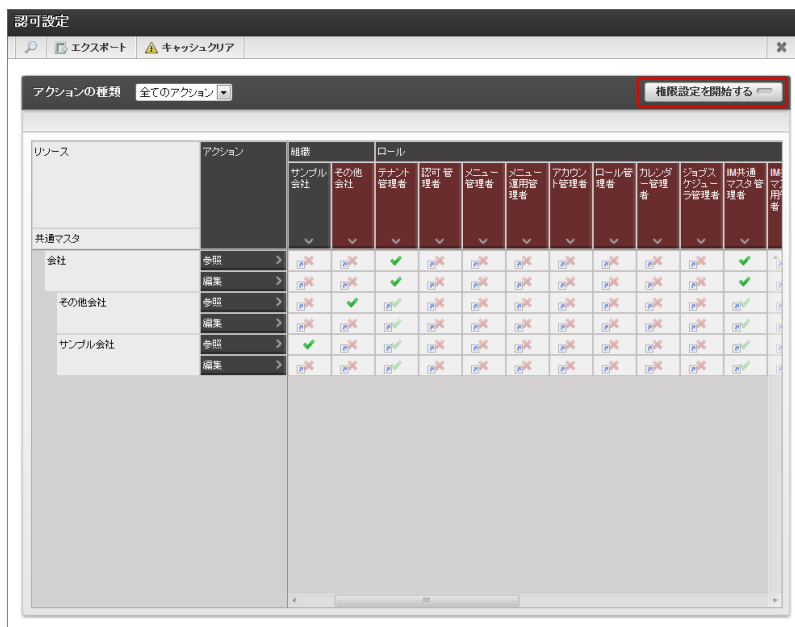 認可設定
エクスポート キャッシュクリア
アクションの種類 全てのアクション 権限設定を開始する
リソース アクション 組織 ロール
サンプル会社 その他会社 テナント管理者 認可管理者 メニュー管理者 メニュー運用管理者 アカウント管理者 ロール管理者 カレンダー管理者 ジョブスケジューラ管理者 IM共通マスタ管理者
共通マスタ
会社 参照
編集
その他会社 参照
編集
サンプル会社 参照
編集